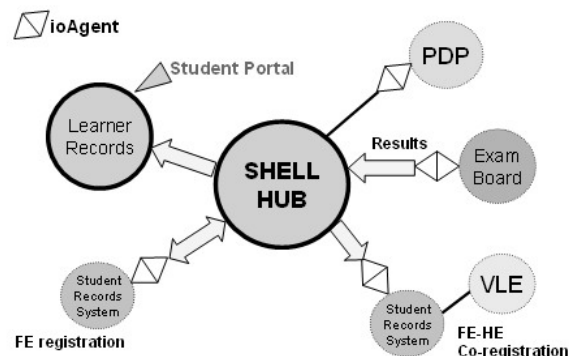 ioAgent
Student Portal
PDP
Learner
Records
Results
SHELL
HUB
Exam
Board
Student
Records
System
FE registration
Student
Records
System
VLE
FE-HE
Co-registration